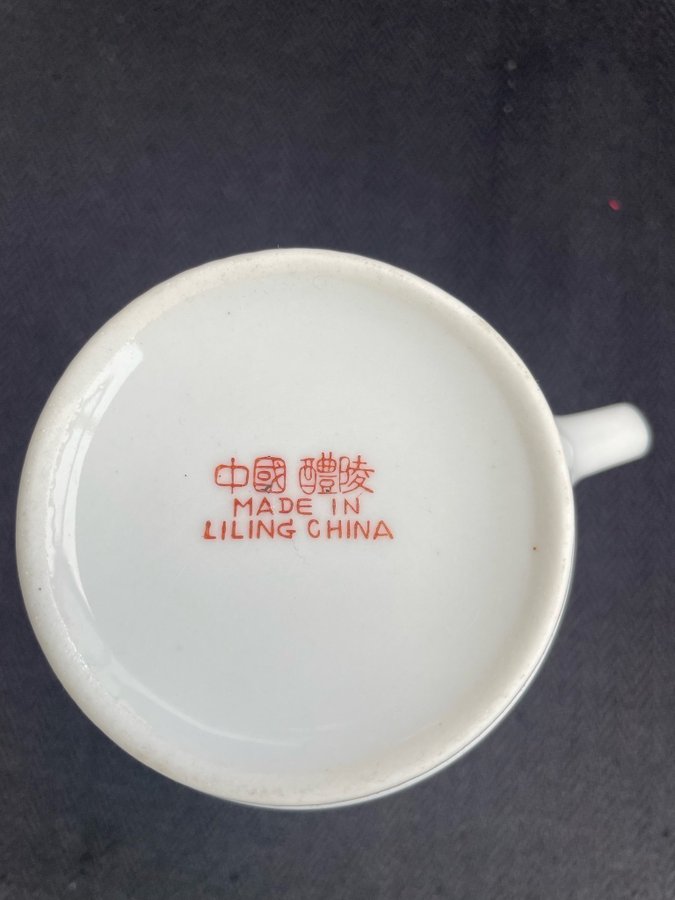 中國 醴陵
MADE IN
LILING CHINA